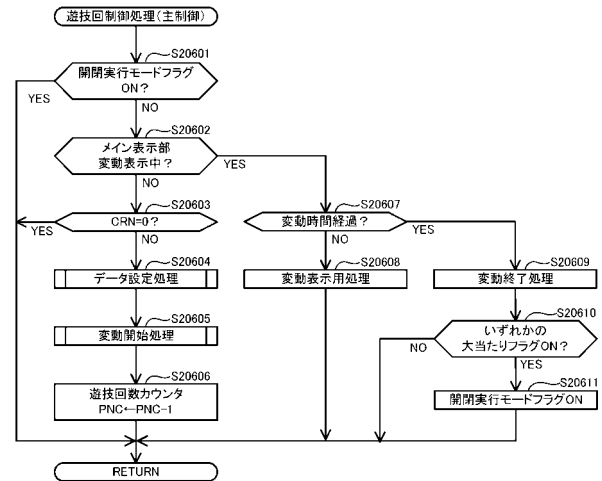 遊技回制御処理(主制御)
S20601
開閉実行モードフラグ
ON?
YES
NO
S20602
メイン表示部
変動表示中?
YES
NO
S20603
CRN=0?
YES
NO
S20607
変動時間経過?
YES
NO
S20604
データ設定処理
S20608
変動表示用処理
S20609
変動終了処理
S20605
変動開始処理
S20610
いずれかの
大当たりフラグON?
NO
YES
S20606
遊技回数カウンタ
PNC←PNC-1
S20611
開閉実行モードフラグON
RETURN